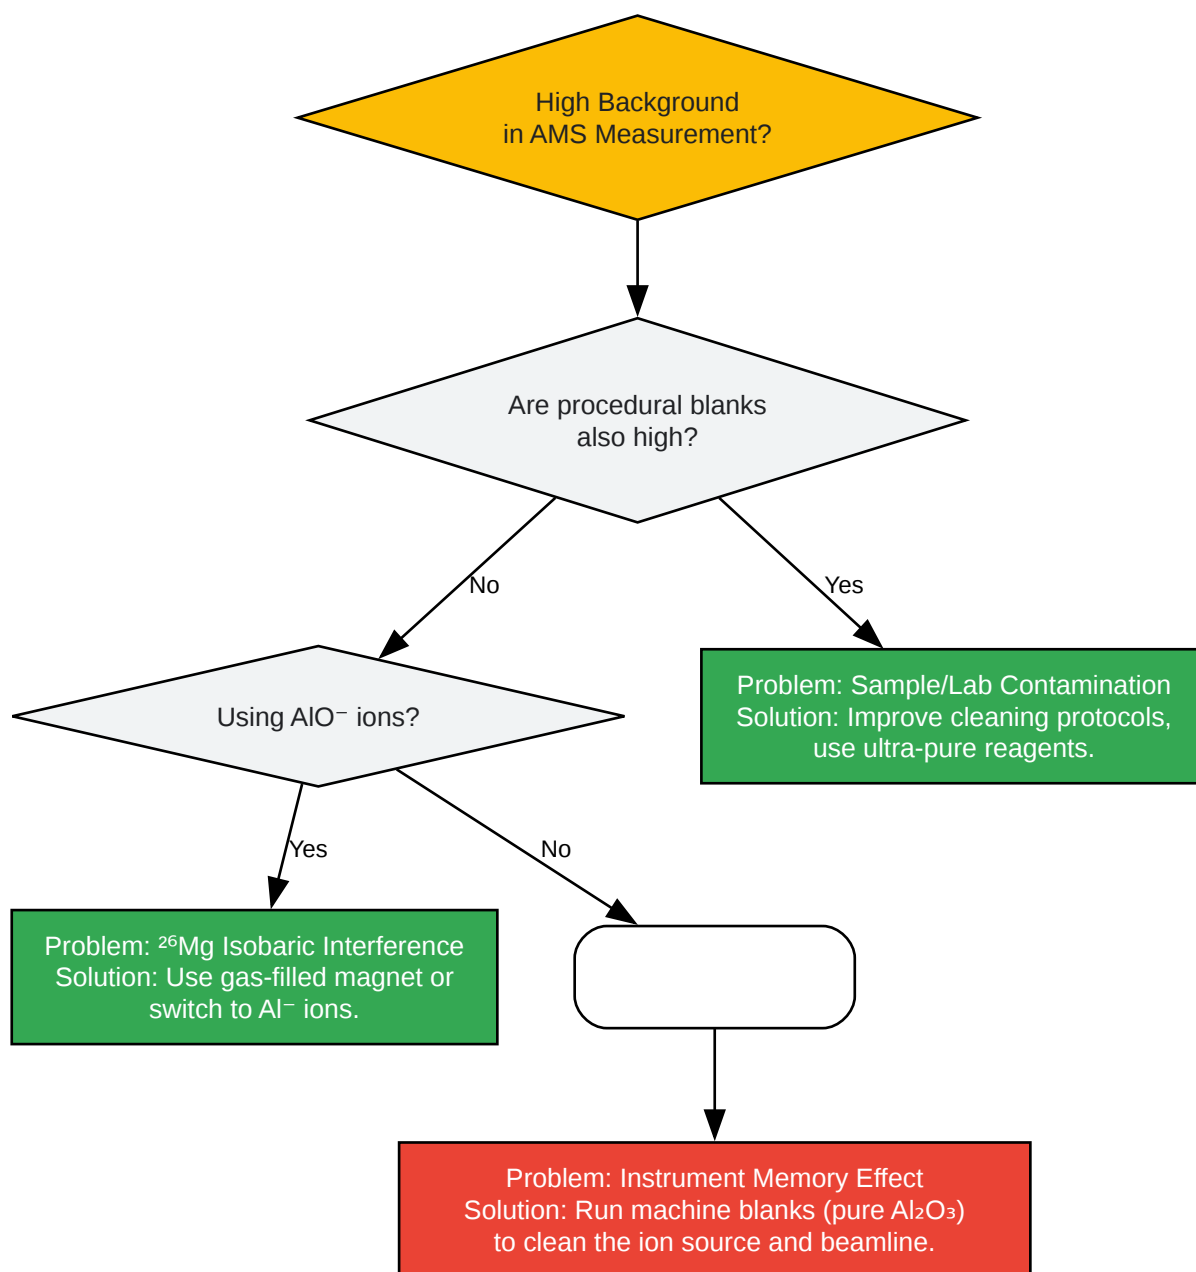 High Background
in AMS Measurement?
Are procedural blanks
also high?
No
Yes
Problem: Sample/Lab Contamination
Solution: Improve cleaning protocols,
use ultra-pure reagents.
Using AlO⁻ ions?
Yes
No
Problem: ²⁶Mg Isobaric Interference
Solution: Use gas-filled magnet or
switch to Al⁻ ions.
Problem: Instrument Memory Effect
Solution: Run machine blanks (pure Al₂O₃)
to clean the ion source and beamline.